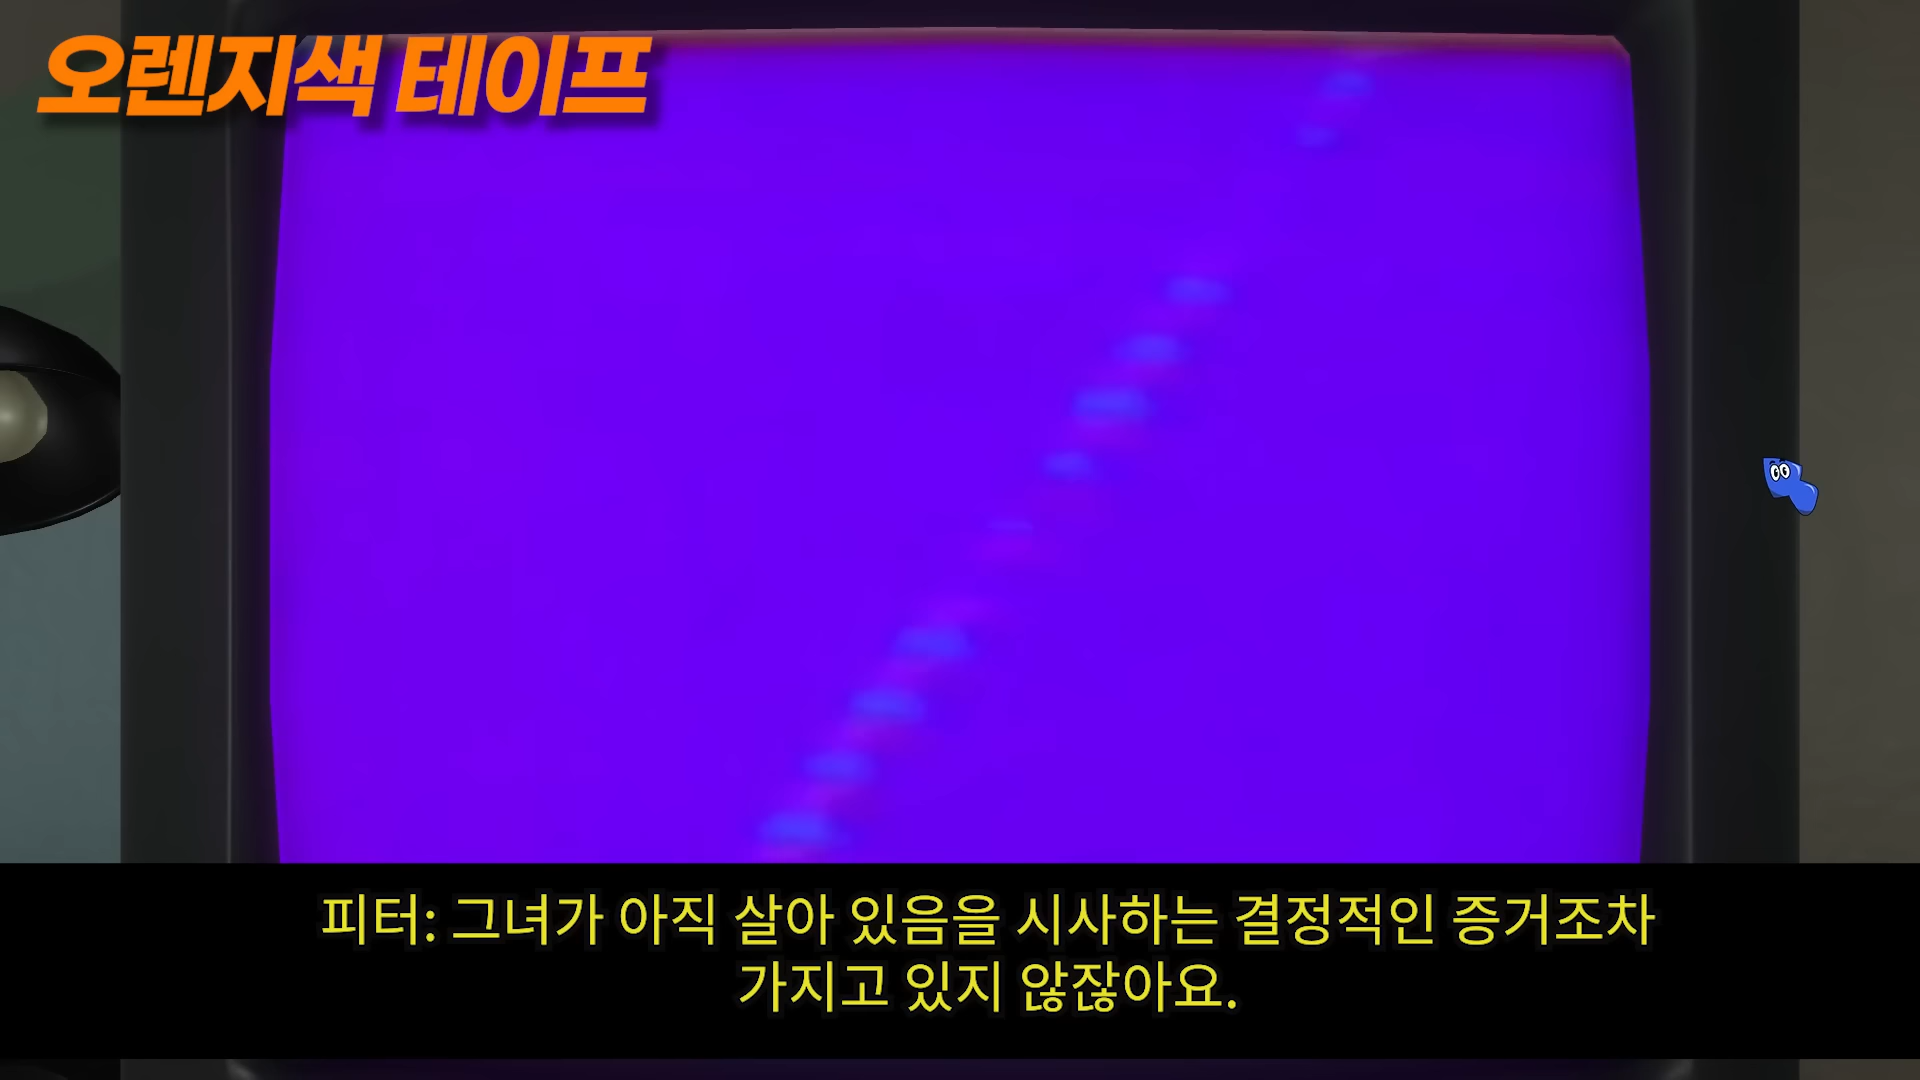 오렌지색 테이프
피터: 그녀가 아직 살아 있음을 시사하는 결정적인 증거조차
가지고 있지 않잖아요.